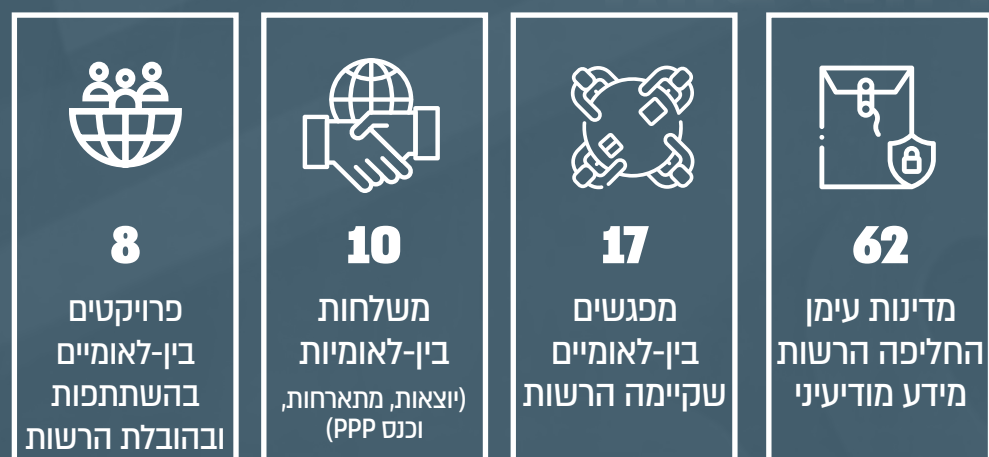 62
מדינות עימן
החליפה הרשות
מידע מודיעיני
17
מפגשים
בין-לאומיים
שקיימה הרשות
10
משלחות
בין-לאומיות
(יוצאות, מתארחות,
וכנס PPP)
8
פרויקטים
בין-לאומיים
בהשתתפות
ובהובלת הרשות